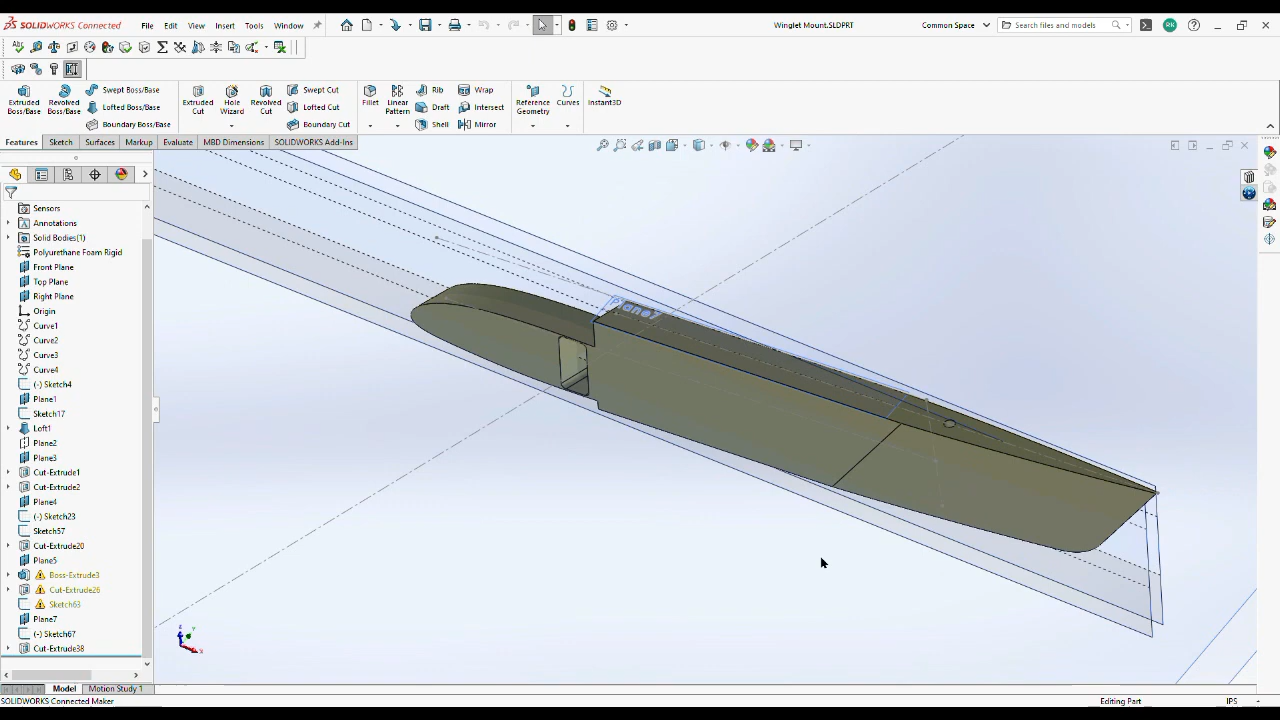 SOLIDWORKS Connected
File Edit View Insert Tools Window
Winglet Mount.SLDPRT
Common Space
Search files and models
RK
Extruded Boss/Base
Revolved Boss/Base
Swept Boss/Base
Lofted Boss/Base
Boundary Boss/Base
Extruded Cut
Hole Wizard
Revolved Cut
Swept Cut
Lofted Cut
Boundary Cut
Fillet
Linear Pattern
Rib
Draft
Shell
Wrap
Intersect
Mirror
Reference Geometry
Curves
Instant3D
Features Sketch Surfaces Markup Evaluate MBD Dimensions SOLIDWORKS Add-Ins
Sensors
Annotations
Solid Bodies(1)
Polyurethane Foam Rigid
Front Plane
Top Plane
Right Plane
Origin
Curve1
Curve2
Curve3
Curve4
(-) Sketch4
Plane1
Sketch17
Loft1
Plane2
Plane3
Cut-Extrude1
Cut-Extrude2
Plane4
(-) Sketch23
Sketch57
Cut-Extrude20
Plane5
Boss-Extrude3
Cut-Extrude26
Sketch63
Plane7
(-) Sketch67
Cut-Extrude38
Model Motion Study 1
SOLIDWORKS Connected Maker
Editing Part
IPS